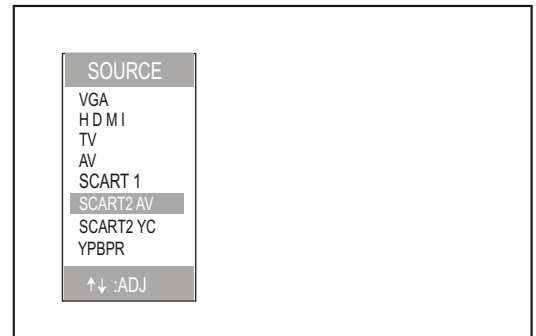 SOURCE
VGA
H D M I
TV
AV
SCART 1
SCART2 AV
SCART2 YC
YPBPR
↑↓ :ADJ